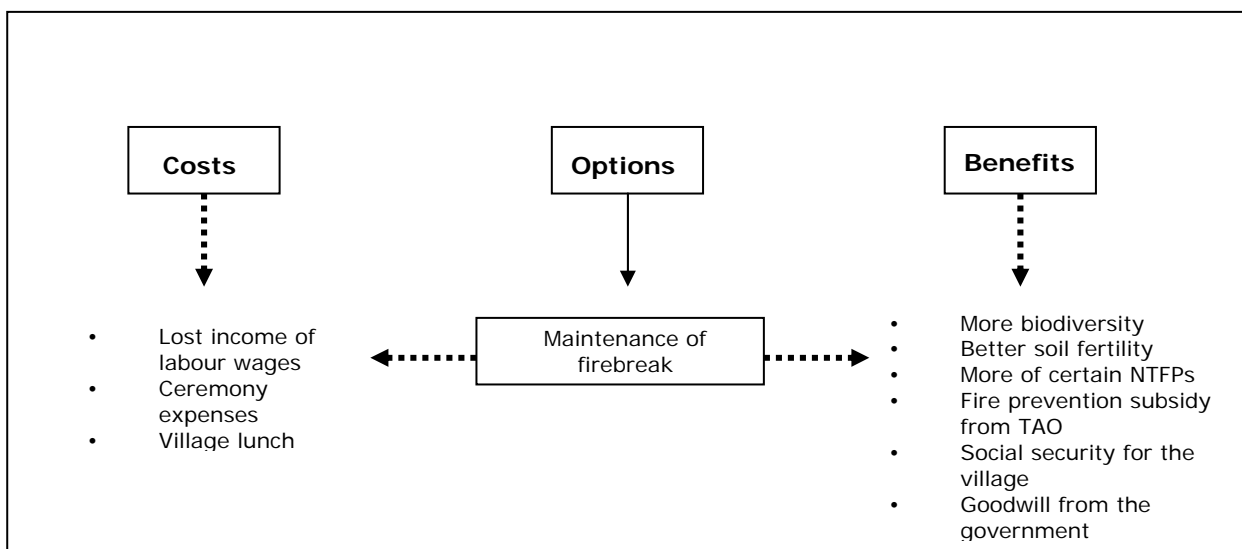 Costs
Options
Benefits
• Lost income of
labour wages
• Ceremony
expenses
• Village lunch
Maintenance of
firebreak
• More biodiversity
• Better soil fertility
• More of certain NTFPs
• Fire prevention subsidy
from TAO
• Social security for the
village
• Goodwill from the
government